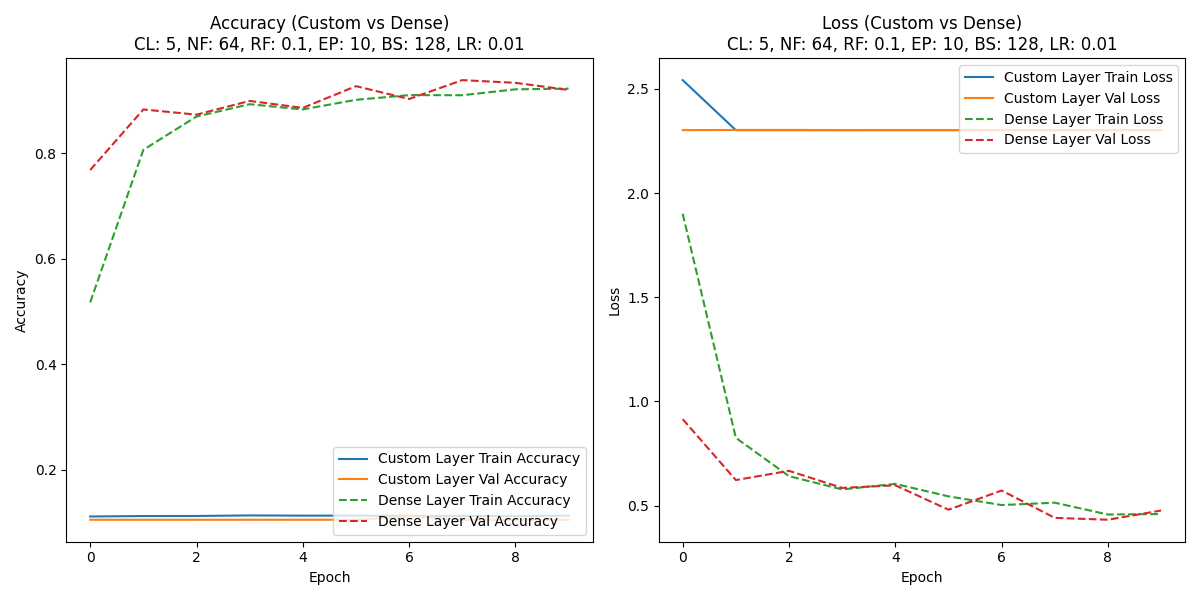 Accuracy (Custom vs Dense)
CL: 5, NF: 64, RF: 0.1, EP: 10, BS: 128, LR: 0.01
Accuracy
0.8
0.6
0.4
0.2
Custom Layer Train Accuracy
Custom Layer Val Accuracy
Dense Layer Train Accuracy
Dense Layer Val Accuracy
0 2 4 6 8
Epoch
Loss (Custom vs Dense)
CL: 5, NF: 64, RF: 0.1, EP: 10, BS: 128, LR: 0.01
Loss
2.5
2.0
1.5
1.0
0.5
Custom Layer Train Loss
Custom Layer Val Loss
Dense Layer Train Loss
Dense Layer Val Loss
0 2 4 6 8
Epoch